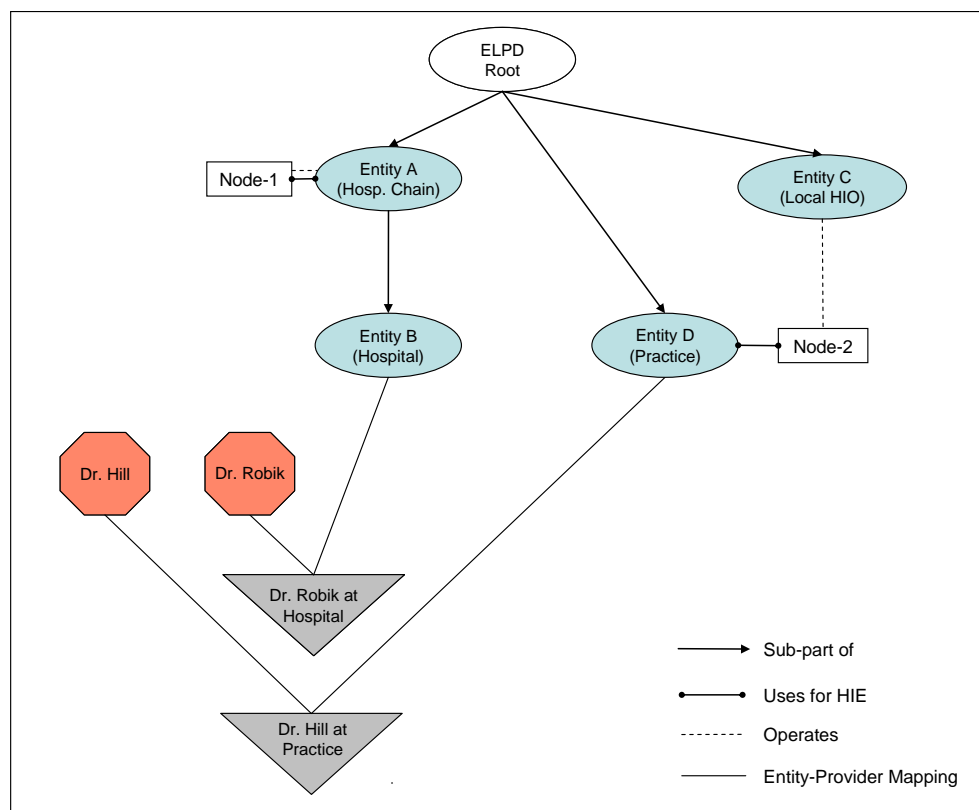 ELPD
Root
Entity A
(Hosp. Chain)
Node-1
Entity C
(Local HIO)
Entity B
(Hospital)
Entity D
(Practice)
Node-2
Dr. Hill
Dr. Robik
Dr. Robik at
Hospital
Sub-part of
Uses for HIE
Dr. Hill at
Practice
Operates
Entity-Provider Mapping